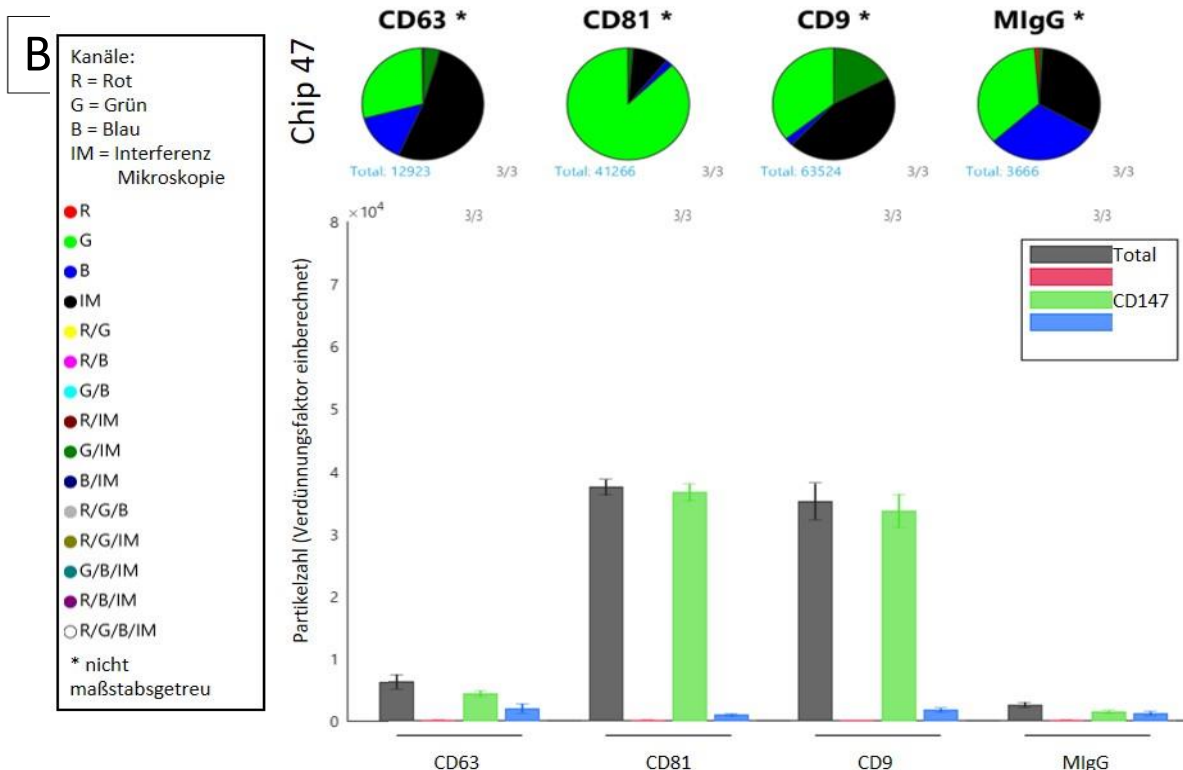 B
Kanäle:
R = Rot
G = Grün
B = Blau
IM = Interferenz
Mikroskopie
R
G
B
IM
R/G
R/B
G/B
R/IM
G/IM
B/IM
R/G/B
R/G/IM
G/B/IM
R/B/IM
R/G/B/IM
* nicht
maßstabsgetreu
Chip 47
CD63 *
CD81 *
CD9 *
MIgG *
Total: 12923
3/3
Total: 41266
3/3
Total: 63524
3/3
Total: 3666
3/3
×10⁴
3/3
3/3
3/3
3/3
Partikelzahl (Verdünnungsfaktor einberechnet)
8
7
6
5
4
3
2
1
0
Total
CD147
CD63
CD81
CD9
MIgG